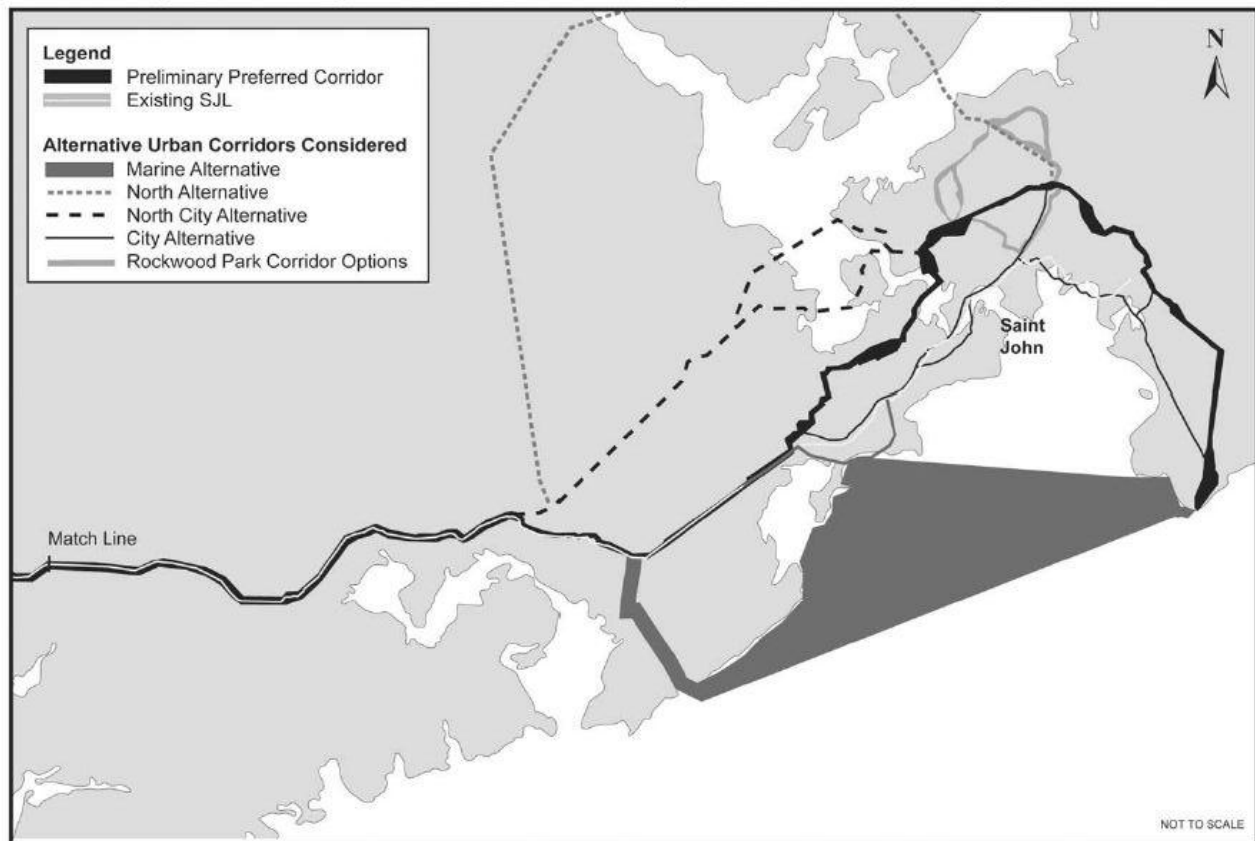 Legend
Preliminary Preferred Corridor
Existing SJL
Alternative Urban Corridors Considered
Marine Alternative
North Alternative
North City Alternative
City Alternative
Rockwood Park Corridor Options
N
Saint
John
Match Line
NOT TO SCALE